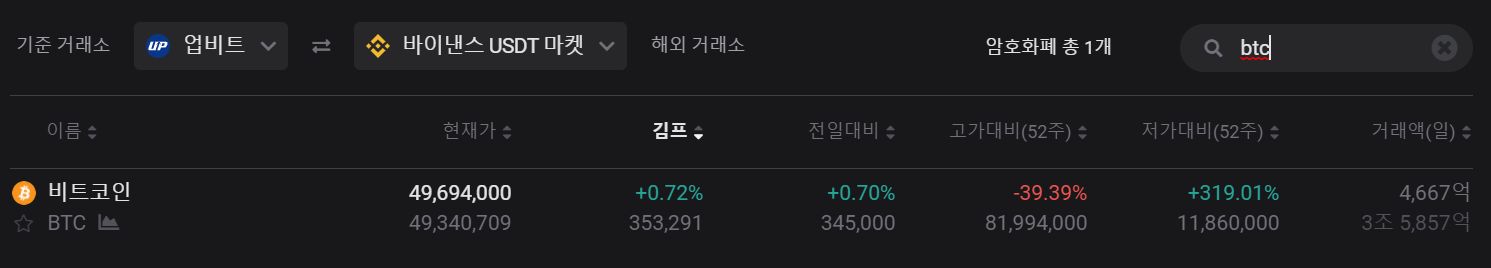 기준 거래소 UP 업비트 바이낸스 USDT 마켓 해외 거래소 암호화폐 총 1개 btc
이름 현재가 김프 전일대비 고가대비(52주) 저가대비(52주) 거래액(일)
비트코인 49,694,000 +0.72% +0.70% -39.39% +319.01% 4,667억
BTC 49,340,709 353,291 345,000 81,994,000 11,860,000 3조 5,857억